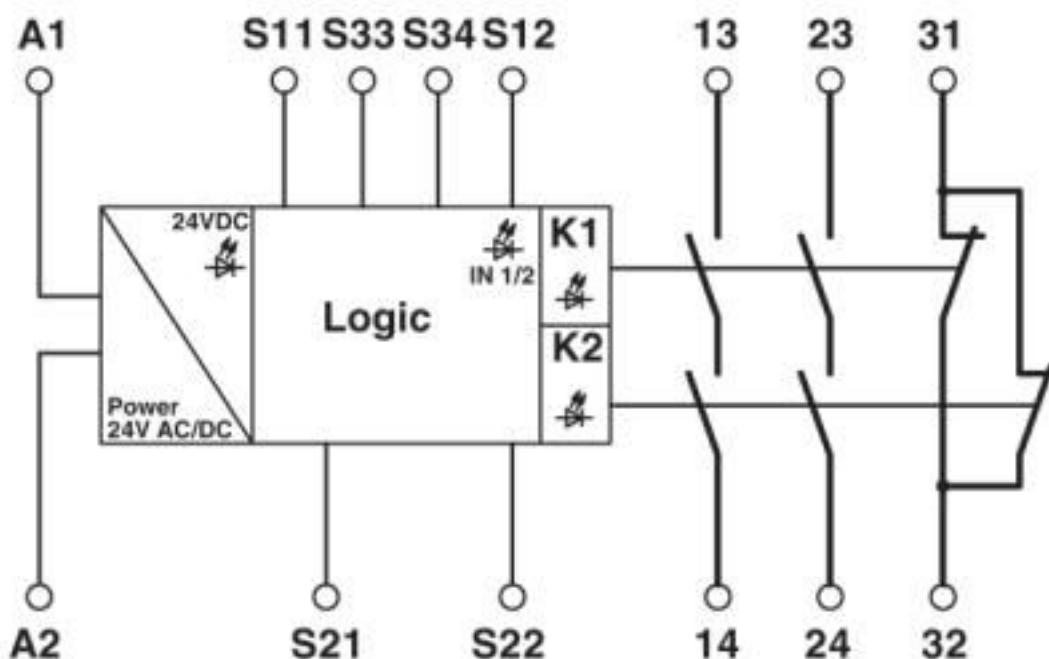 A1 S11 S33 S34 S12 13 23 31
24VDC
K1
IN 1/2
Logic
K2
Power
24V AC/DC
A2 S21 S22 14 24 32